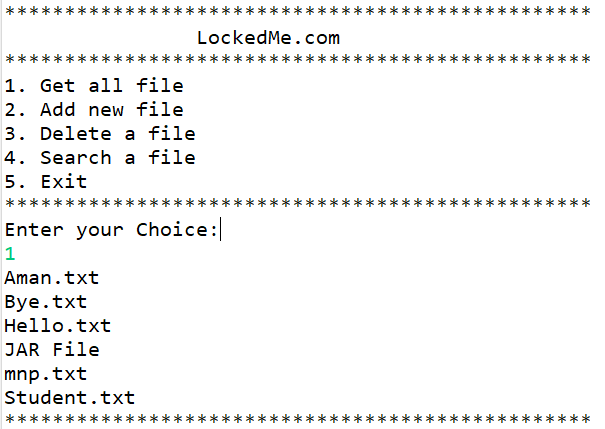 *************************************************
LockedMe.com
*************************************************
1. Get all file
2. Add new file
3. Delete a file
4. Search a file
5. Exit
*************************************************
Enter your Choice:
1
Aman.txt
Bye.txt
Hello.txt
JAR File
mnp.txt
Student.txt
*************************************************